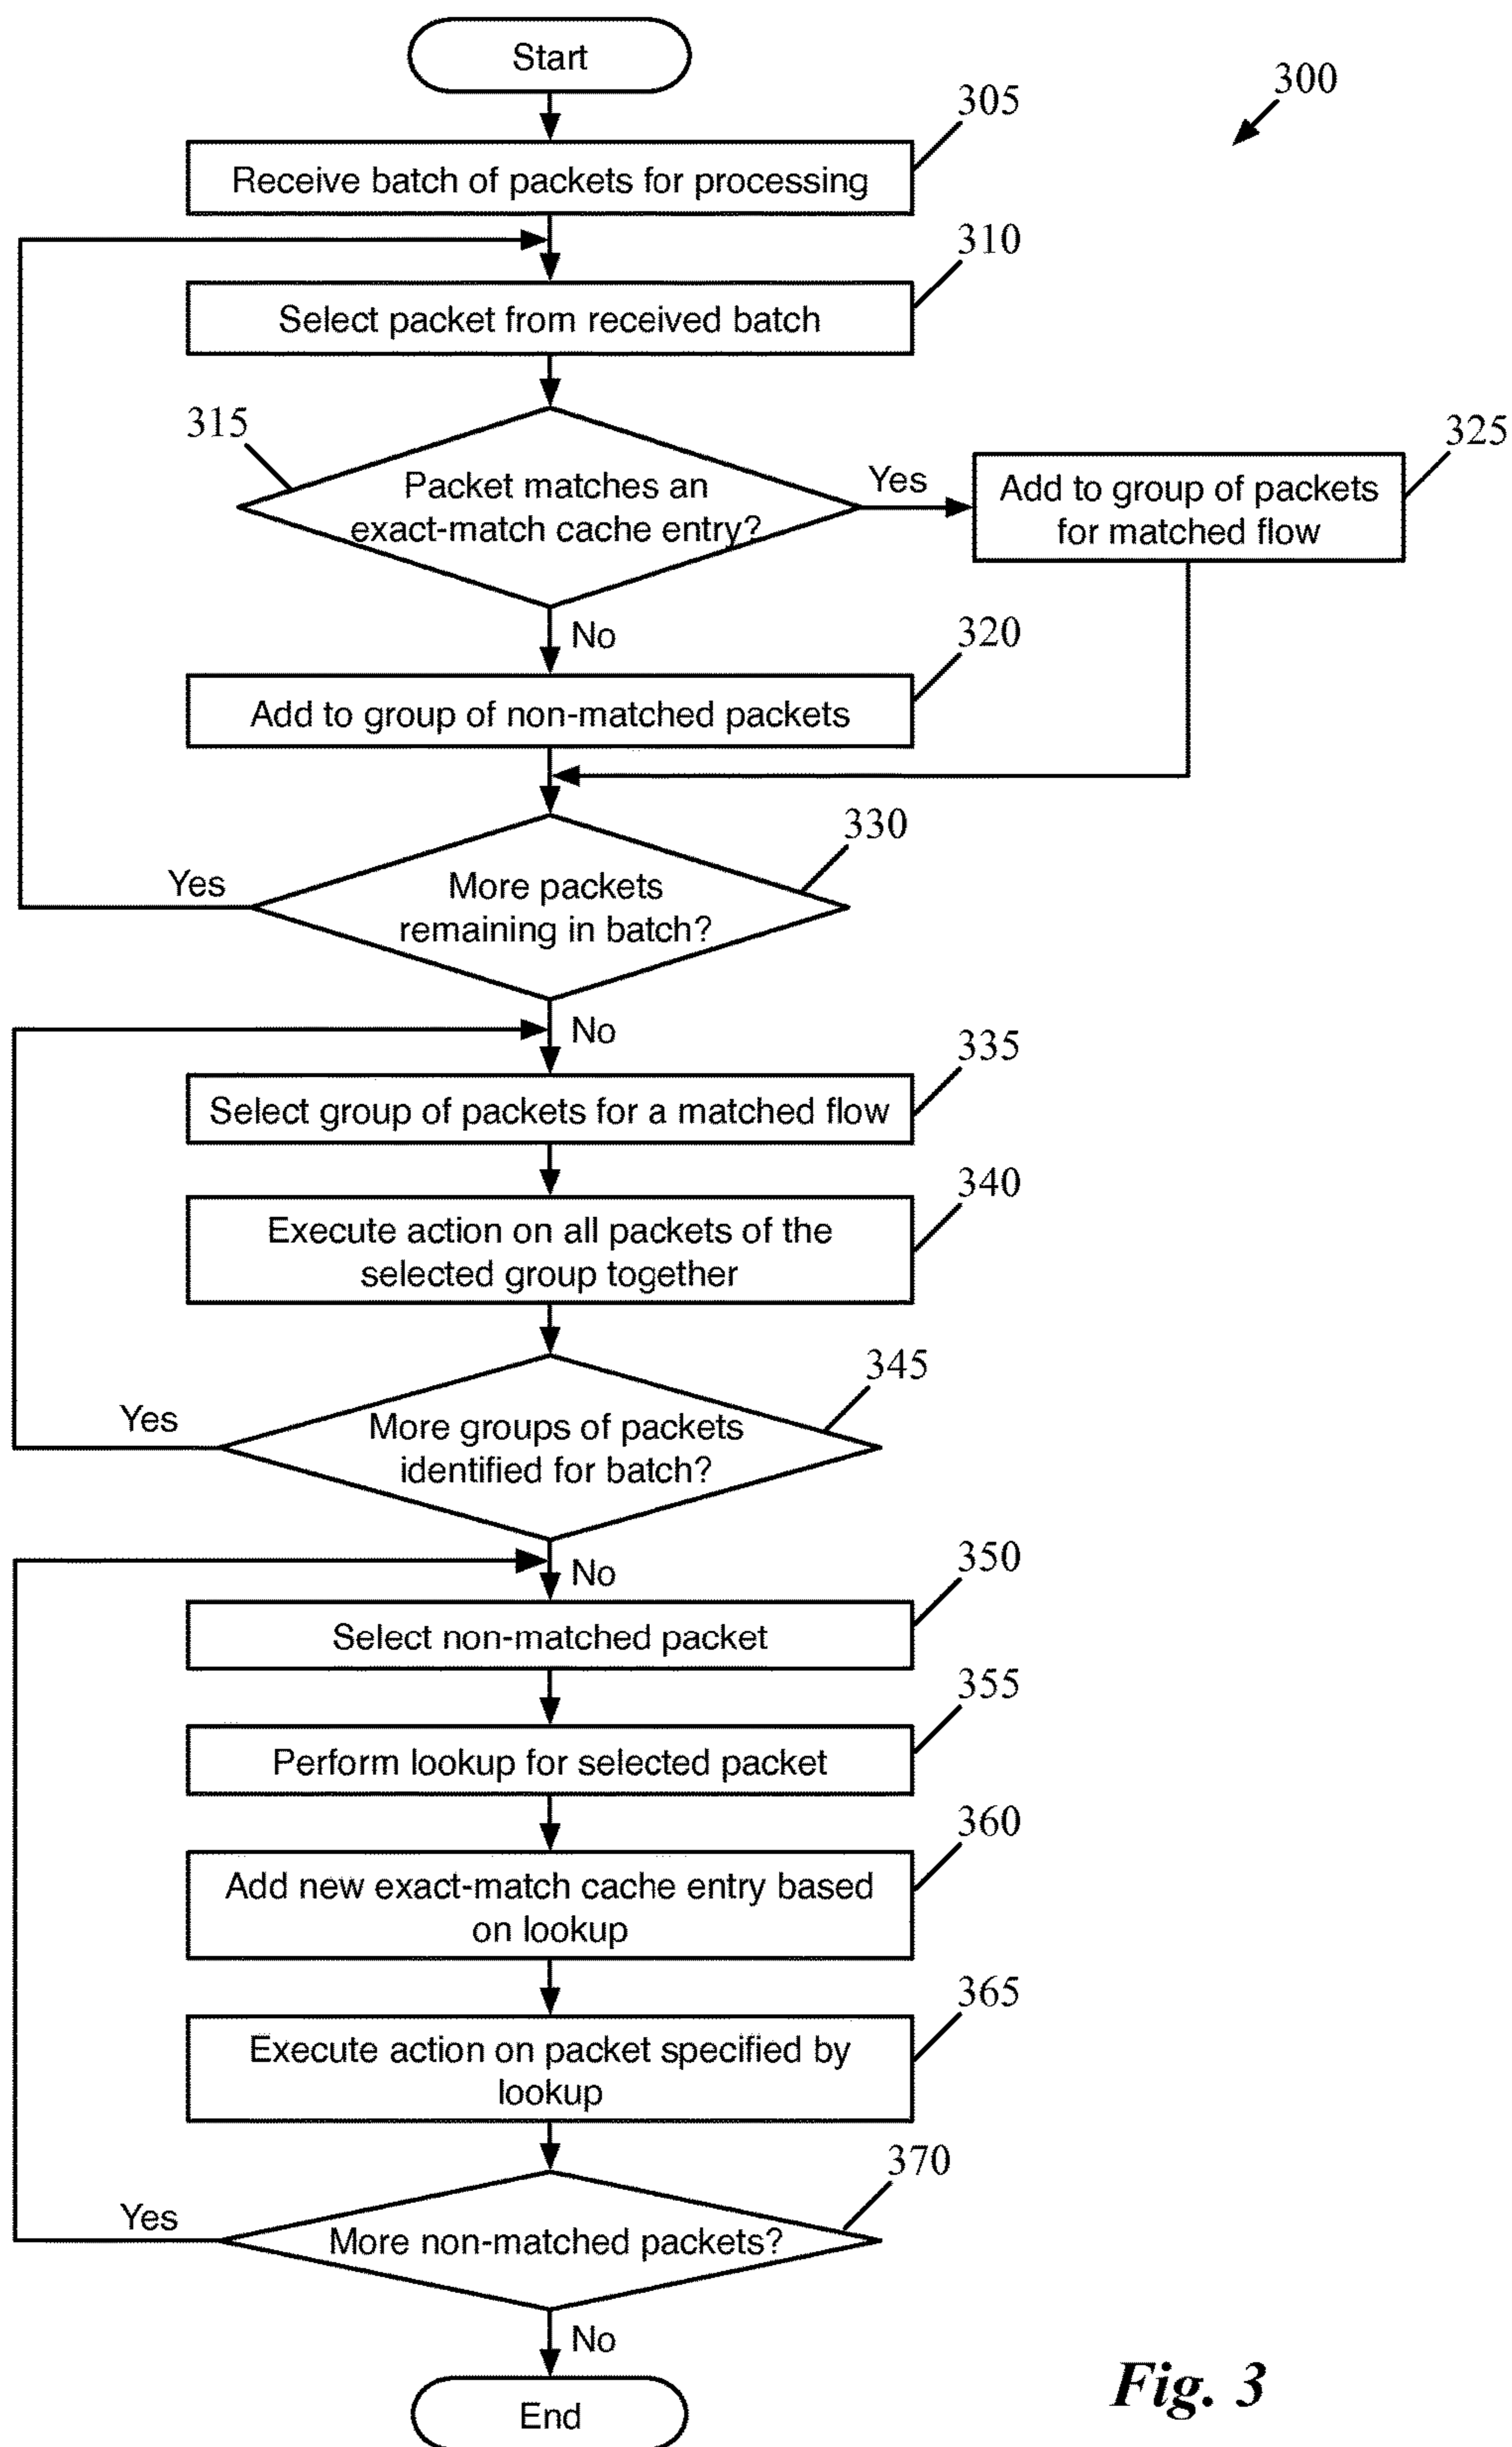 Start
300
305
Receive batch of packets for processing
310
Select packet from received batch
315
Packet matches an
exact-match cache entry?
Yes
325
Add to group of packets
for matched flow
No
320
Add to group of non-matched packets
330
More packets
remaining in batch?
Yes
No
335
Select group of packets for a matched flow
340
Execute action on all packets of the
selected group together
345
More groups of packets
identified for batch?
Yes
No
350
Select non-matched packet
355
Perform lookup for selected packet
360
Add new exact-match cache entry based
on lookup
365
Execute action on packet specified by
lookup
370
More non-matched packets?
Yes
No
End
Fig. 3